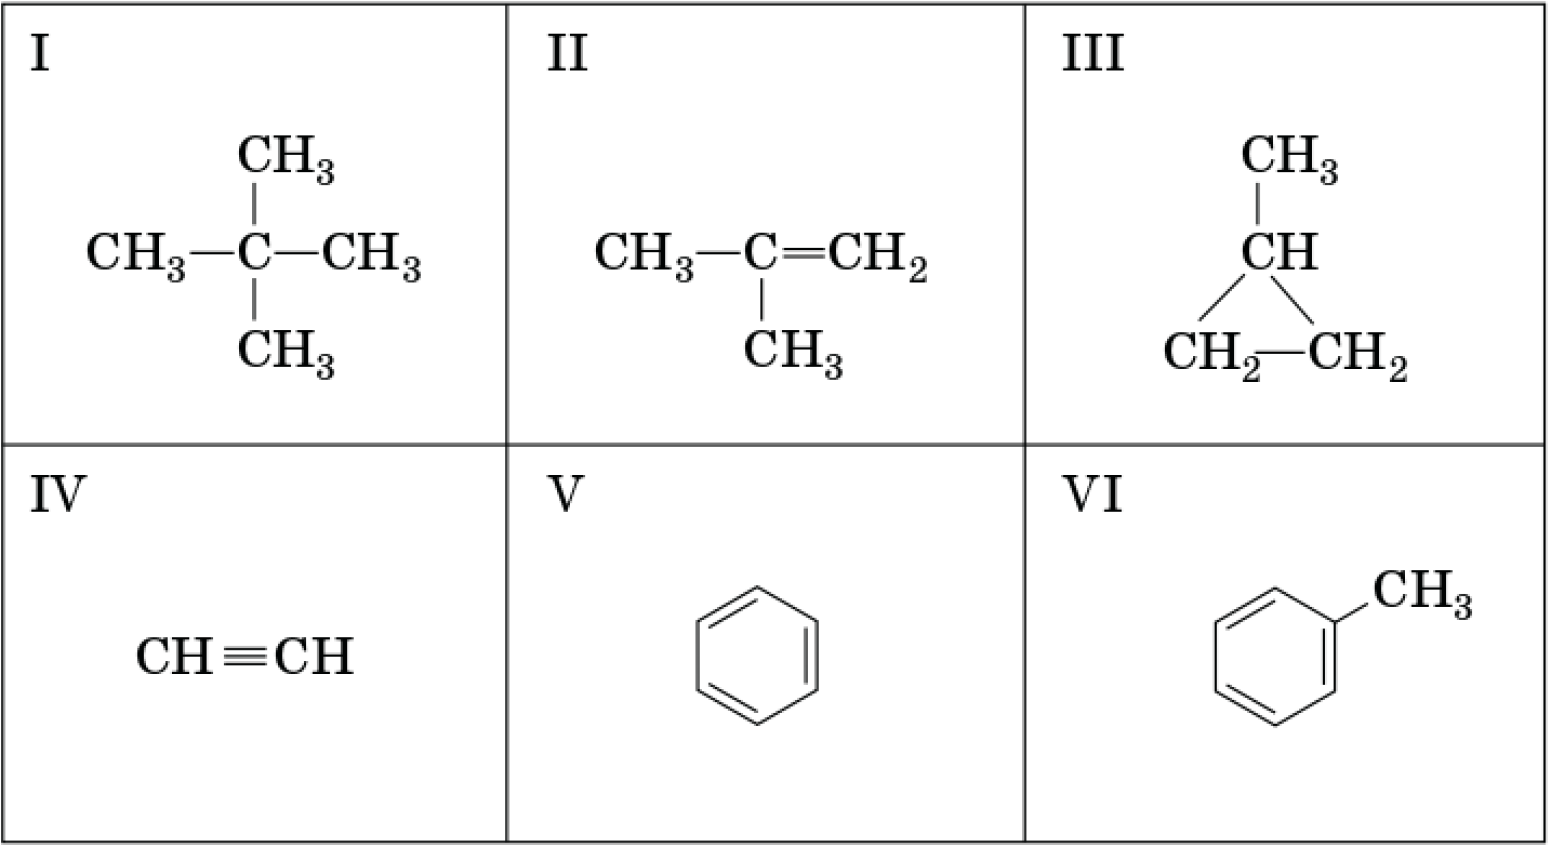 I
II
III
CH₃
CH₃—C—CH₃
CH₃
CH₃—C=CH₂
CH₃
CH₃
CH
CH₂—CH₂
IV
V
VI
CH≡CH
CH₃